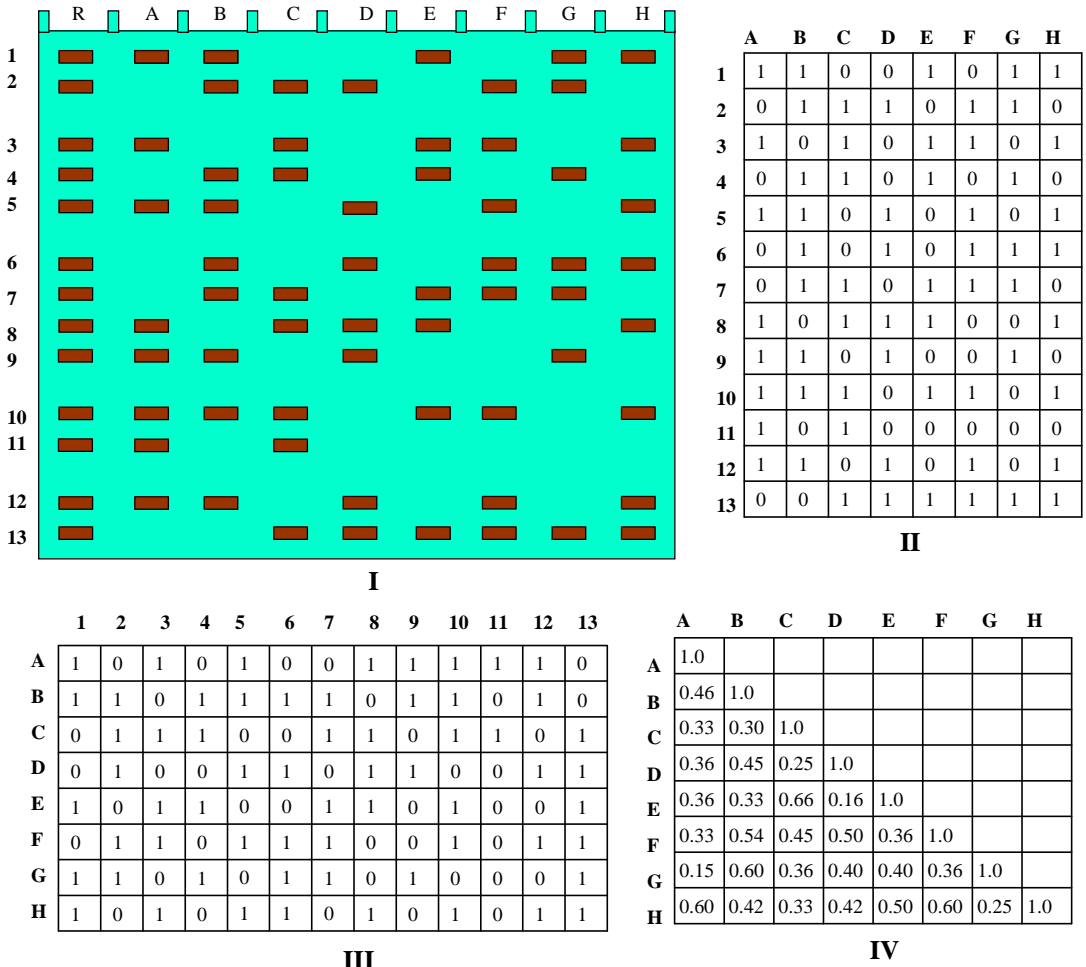 R A B C D E F G H
1
2
3
4
5
6
7
8
9
10
11
12
13
I
A B C D E F G H
1 1 1 0 0 1 0 1 1
2 0 1 1 1 0 1 1 0
3 1 0 1 0 1 1 0 1
4 0 1 1 0 1 0 1 0
5 1 1 0 1 0 1 0 1
6 0 1 0 1 0 1 1 1
7 0 1 1 0 1 1 1 0
8 1 0 1 1 1 0 0 1
9 1 1 0 1 0 0 1 0
10 1 1 1 0 1 1 0 1
11 1 0 1 0 0 0 0 0
12 1 1 0 1 0 1 0 1
13 0 0 1 1 1 1 1 1
II
1 2 3 4 5 6 7 8 9 10 11 12 13
A 1 0 1 0 1 0 0 1 1 1 1 1 0
B 1 1 0 1 1 1 1 0 1 1 0 1 0
C 0 1 1 1 0 0 1 1 0 1 1 0 1
D 0 1 0 0 1 1 0 1 1 0 0 1 1
E 1 0 1 1 0 0 1 1 0 1 0 0 1
F 0 1 1 0 1 1 1 0 0 1 0 1 1
G 1 1 0 1 0 1 1 0 1 0 0 0 1
H 1 0 1 0 1 1 0 1 0 1 0 1 1
III
A B C D E F G H
A 1.0
B 0.46 1.0
C 0.33 0.30 1.0
D 0.36 0.45 0.25 1.0
E 0.36 0.33 0.66 0.16 1.0
F 0.33 0.54 0.45 0.50 0.36 1.0
G 0.15 0.60 0.36 0.40 0.40 0.36 1.0
H 0.60 0.42 0.33 0.42 0.50 0.60 0.25 1.0
IV